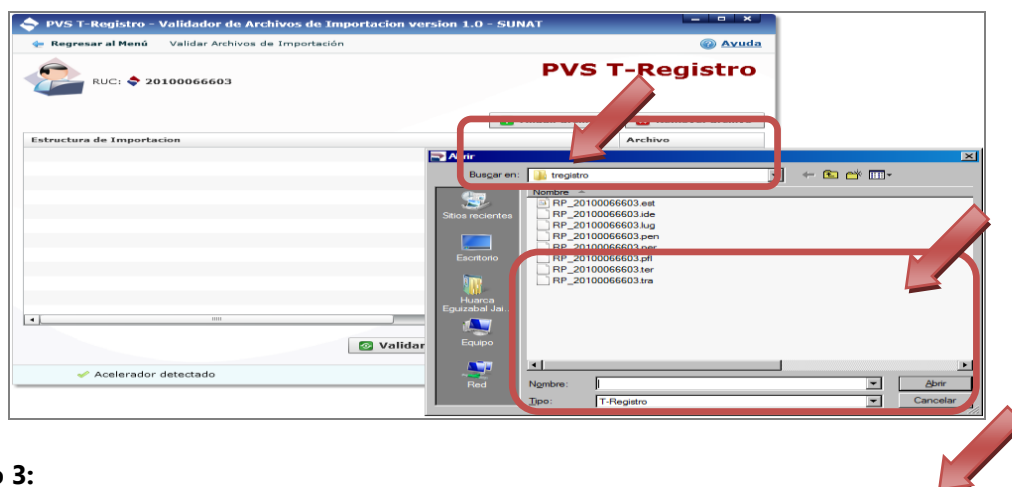 PVS T-Registro - Validador de Archivos de Importacion version 1.0 - SUNAT
Regresar al Menú Validar Archivos de Importación Ayuda
RUC: 20100066603
PVS T-Registro
Estructura de Importacion Archivo
Abrir
Buscar en: tregistro
Nombre
Sitios recientes
Escritorio
Huarca
Eguizabal Jai..
Equipo
Red
RP_20100066603.est
RP_20100066603.ide
RP_20100066603.lug
RP_20100066603.pen
RP_20100066603.per
RP_20100066603.pfl
RP_20100066603.ter
RP_20100066603.tra
Validar
Acelerador detectado
Nombre: Abrir
Tipo: T-Registro Cancelar
3: